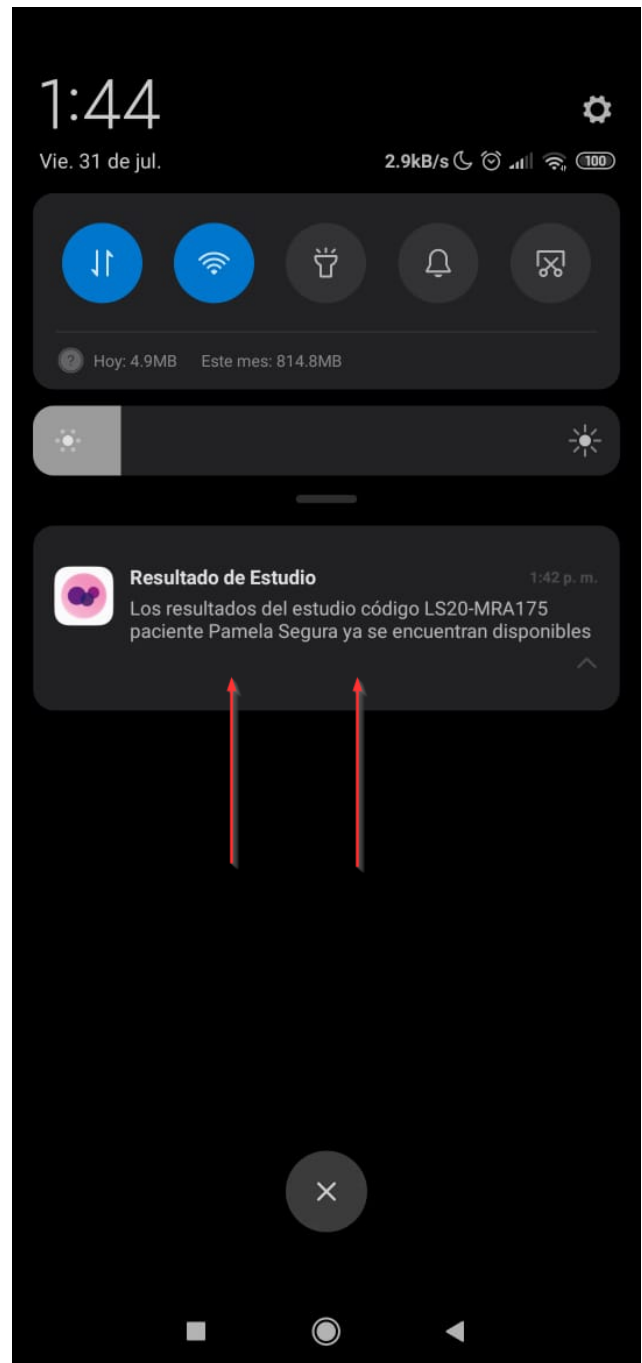 1:44
Vie. 31 de jul.
2.9kB/s 100
Hoy: 4.9MB Este mes: 814.8MB
Resultado de Estudio 1:42 p. m.
Los resultados del estudio código LS20-MRA175
paciente Pamela Segura ya se encuentran disponibles